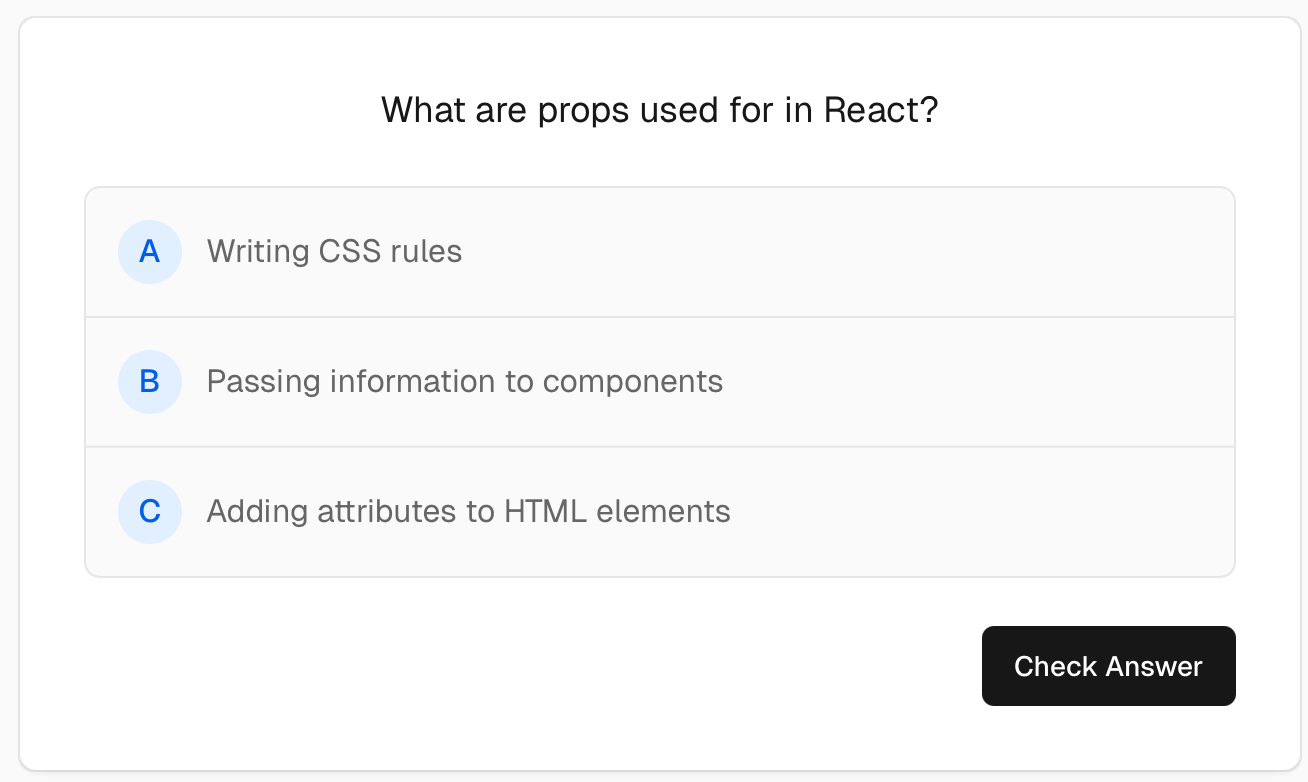 What are props used for in React?
A Writing CSS rules
B Passing information to components
C Adding attributes to HTML elements
Check Answer